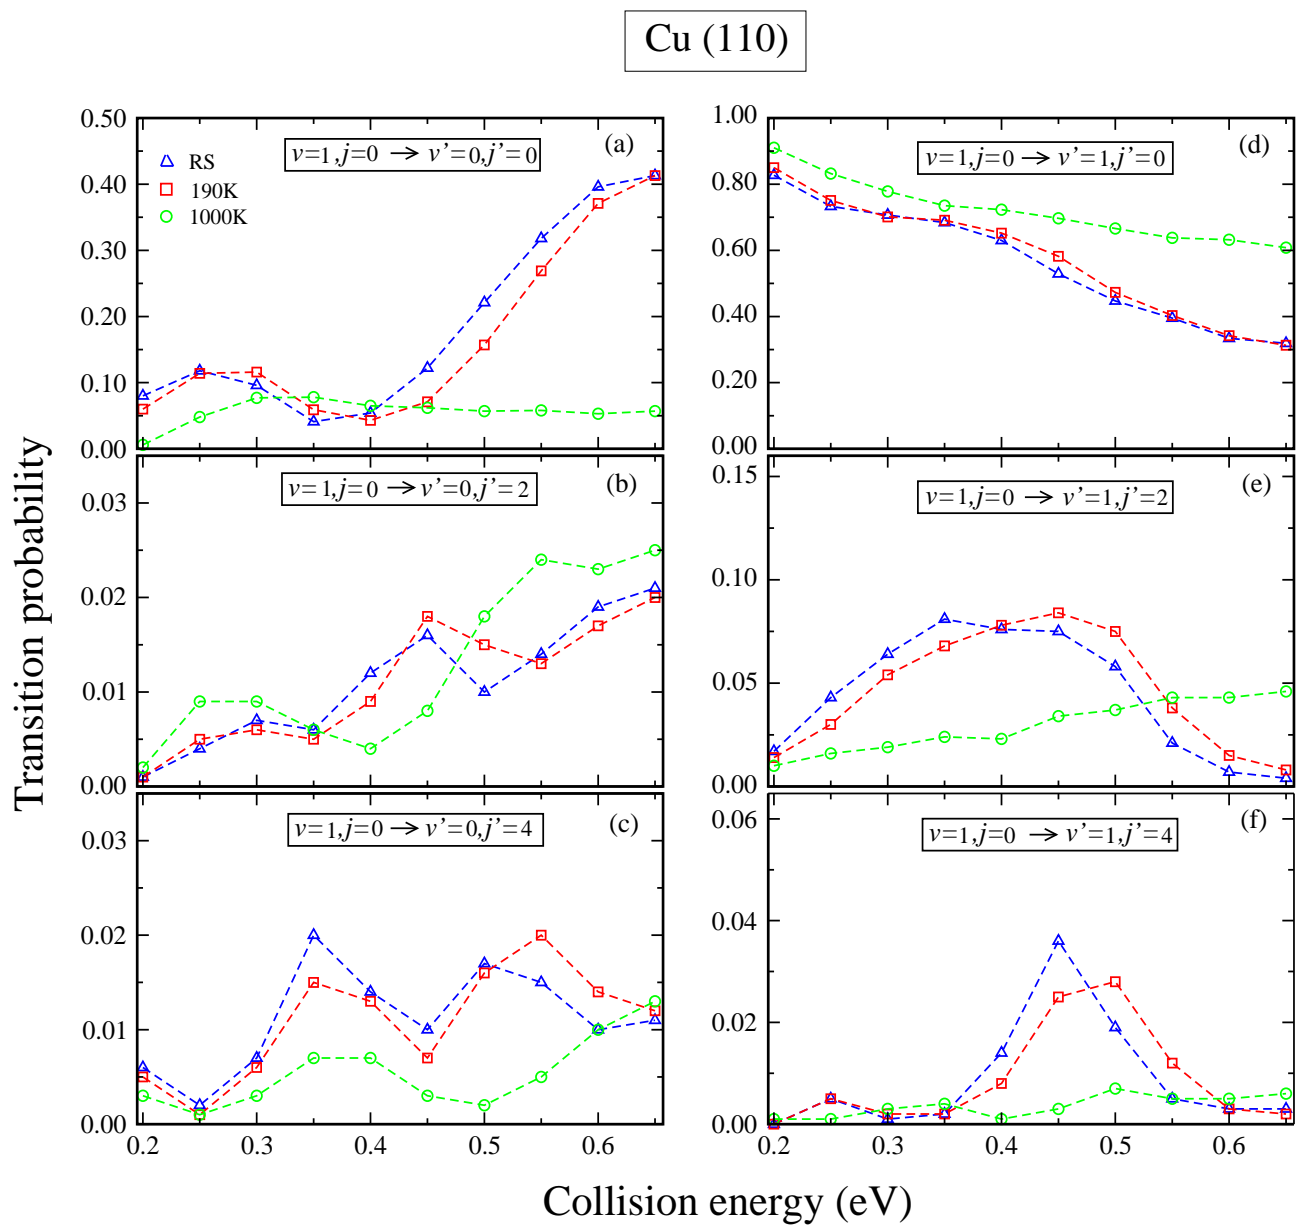 Cu (110)
0.50
0.40
0.30
0.20
0.10
0.00
(a)
v=1,j=0 → v’=0,j’=0
RS
190K
1000K
1.00
0.80
0.60
0.40
0.20
0.00
(d)
v=1,j=0 → v’=1,j’=0
0.03
0.02
0.01
0.00
(b)
v=1,j=0 → v’=0,j’=2
0.15
0.10
0.05
0.00
(e)
v=1,j=0 → v’=1,j’=2
0.03
0.02
0.01
0.00
(c)
v=1,j=0 → v’=0,j’=4
0.06
0.04
0.02
0.00
(f)
v=1,j=0 → v’=1,j’=4
0.2 0.3 0.4 0.5 0.6
0.2 0.3 0.4 0.5 0.6
Transition probability
Collision energy (eV)